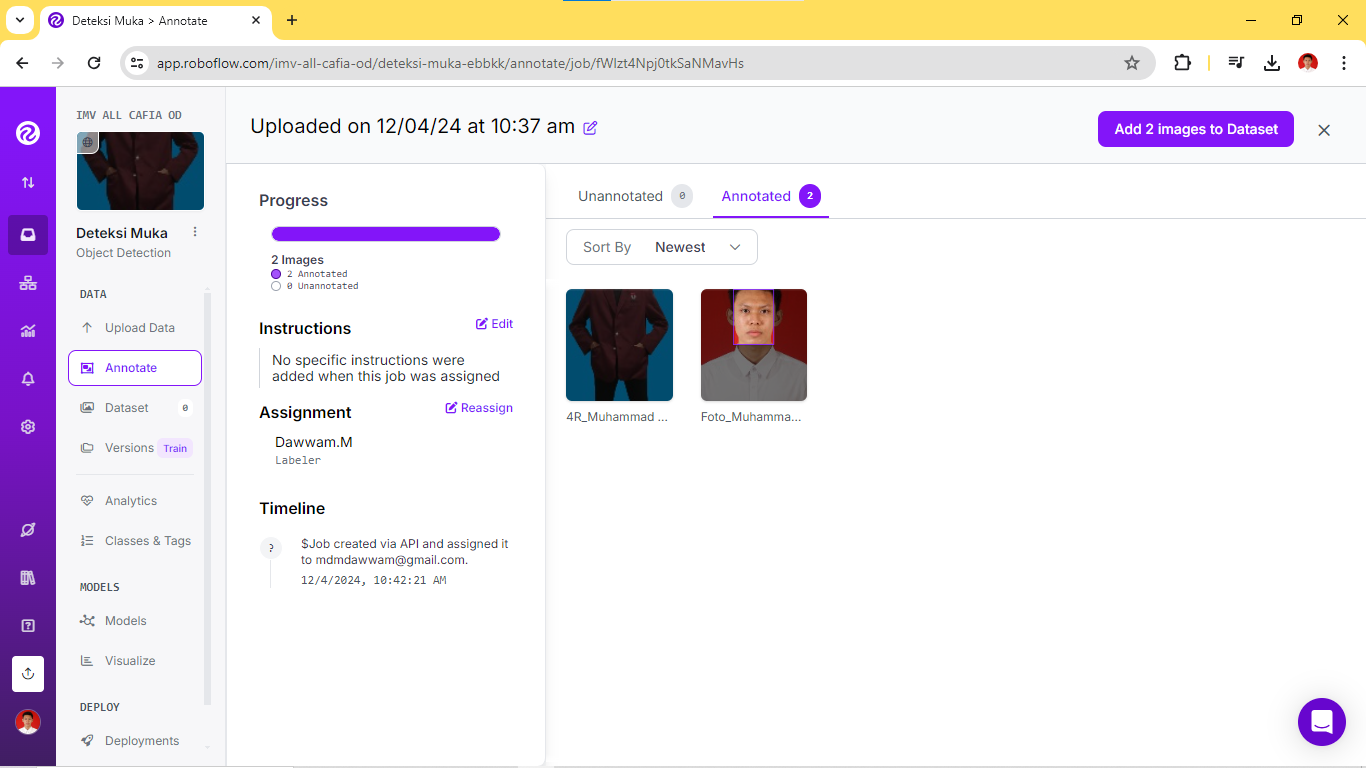 Deteksi Muka > Annotate
app.roboflow.com/imv-all-cafia-od/deteksi-muka-ebbkk/annotate/job/fWlzt4Npj0tkSaNMavHs
IMV ALL CAFIA OD
Deteksi Muka
Object Detection
DATA
Upload Data
Annotate
Dataset 0
Versions Train
Analytics
Classes & Tags
MODELS
Models
Visualize
DEPLOY
Deployments
Uploaded on 12/04/24 at 10:37 am
Add 2 images to Dataset
Progress
2 Images
2 Annotated
0 Unannotated
Instructions
Edit
No specific instructions were
added when this job was assigned
Assignment
Reassign
Dawwam.M
Labeler
Timeline
?
$Job created via API and assigned it
to mdmdawwam@gmail.com.
12/4/2024, 10:42:21 AM
Unannotated 0
Annotated 2
Sort By Newest
4R_Muhammad ...
Foto_Muhamma...